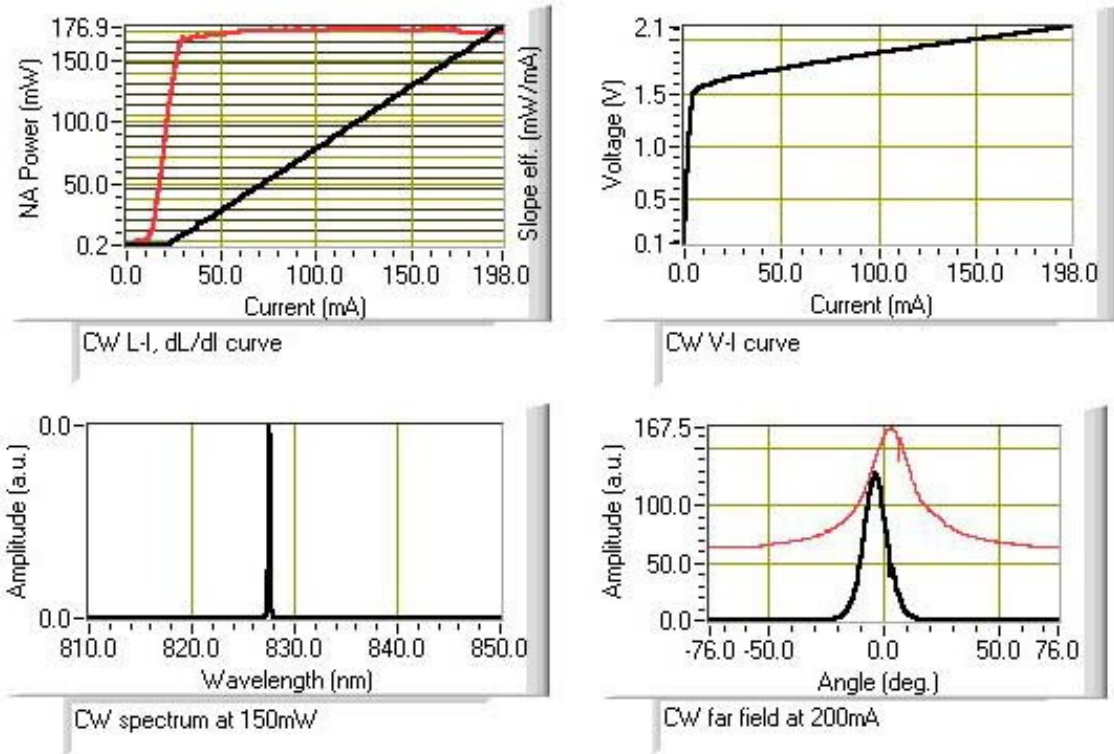 176.9
150.0
100.0
50.0
0.2
NA Power (mW)
Slope eff. (mW/mA)
0.0 50.0 100.0 150.0 198.0
Current (mA)
CW L-I, dL/dI curve
2.1
1.5
1.0
0.5
0.1
Voltage (V)
0.0 50.0 100.0 150.0 198.0
Current (mA)
CW V-I curve
0.0
0.0
Amplitude (a.u.)
810.0 820.0 830.0 840.0 850.0
Wavelength (nm)
CW spectrum at 150mW
167.5
100.0
50.0
0.0
Amplitude (a.u.)
-76.0 -50.0 0.0 50.0 76.0
Angle (deg.)
CW far field at 200mA